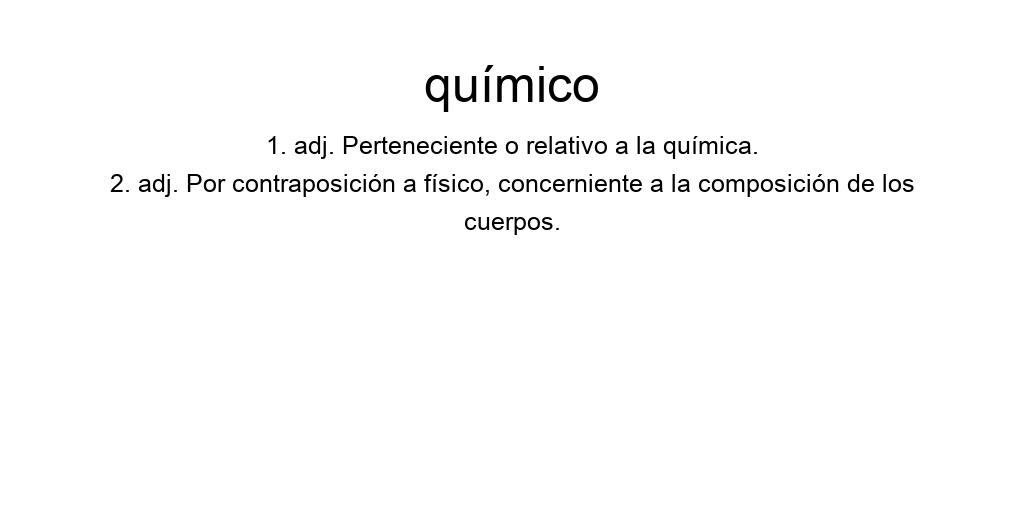 químico
1. adj. Perteneciente o relativo a la química.
2. adj. Por contraposición a físico, concerniente a la composición de los
cuerpos.